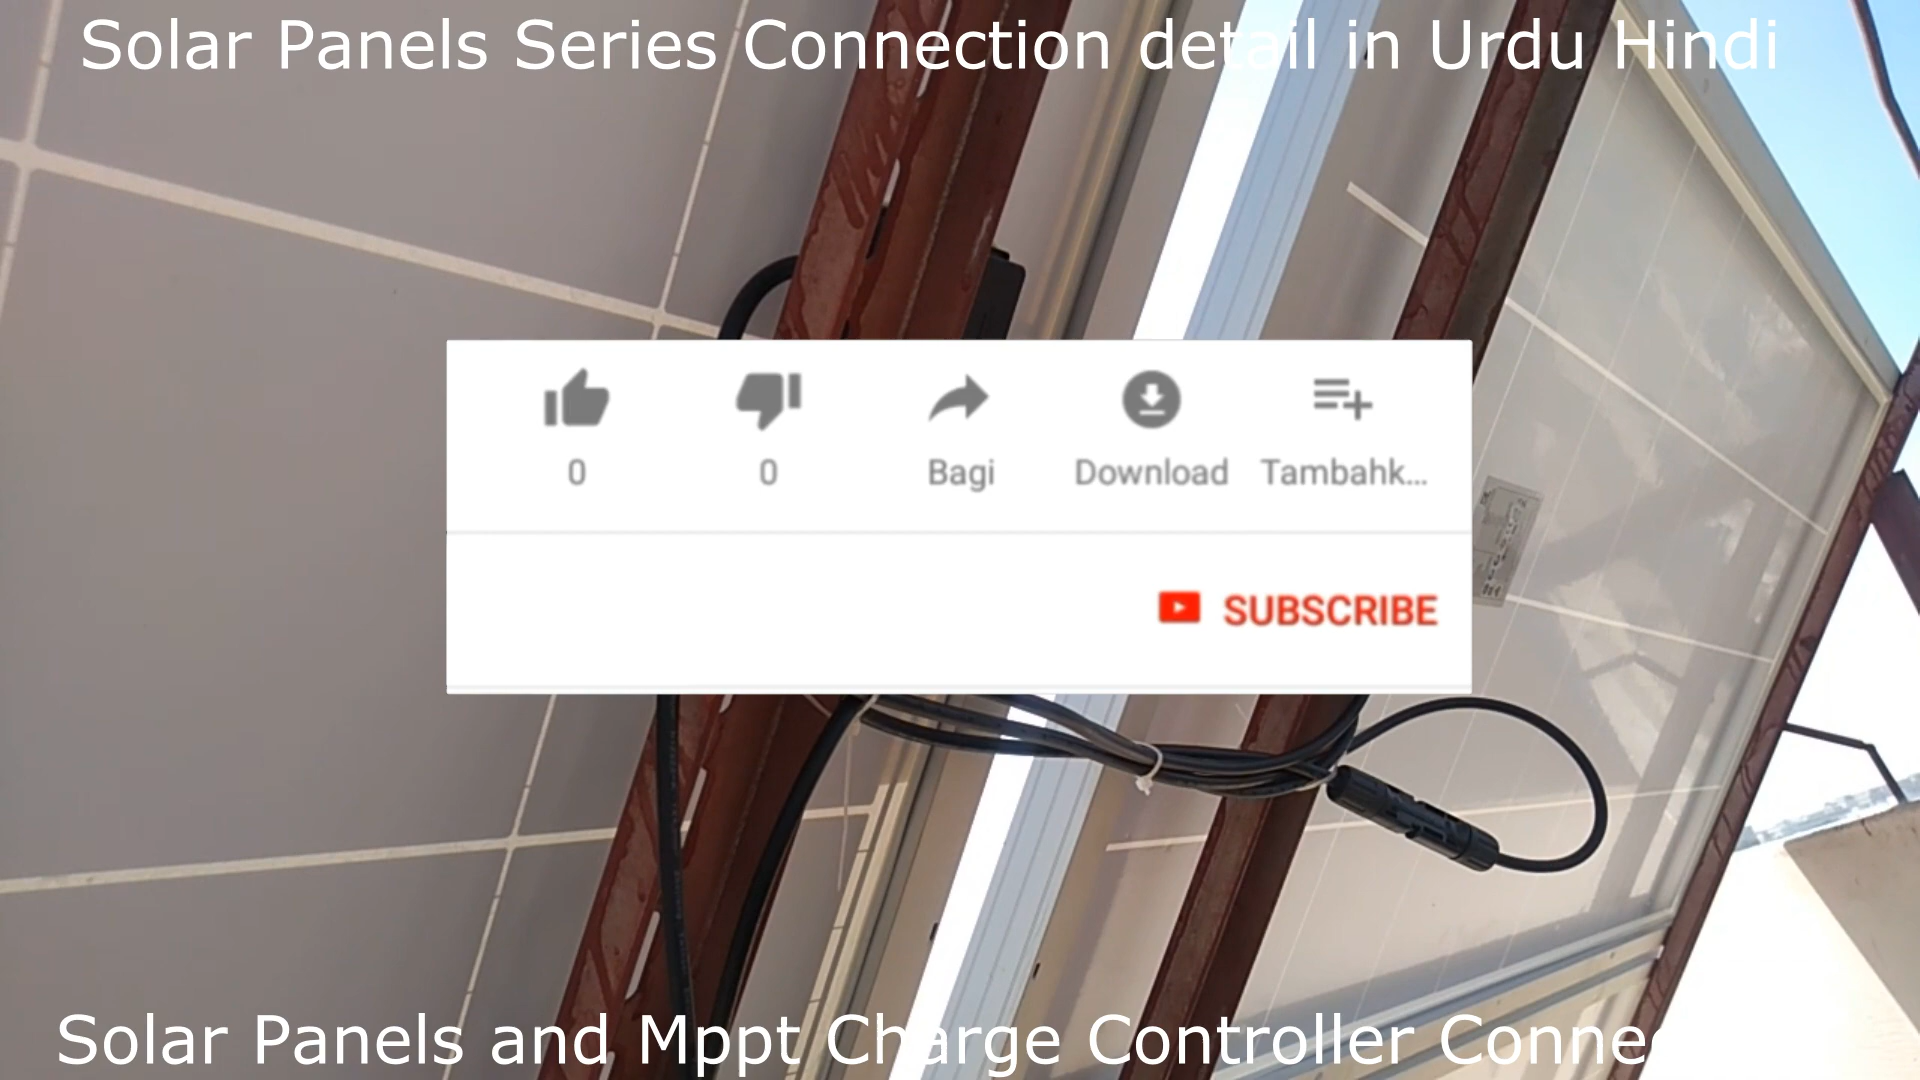 Solar Panels Series Connection detail in Urdu Hindi
0 0 Bagi Download Tambahk...
SUBSCRIBE
Solar Panels and Mppt Charge Controller Connec